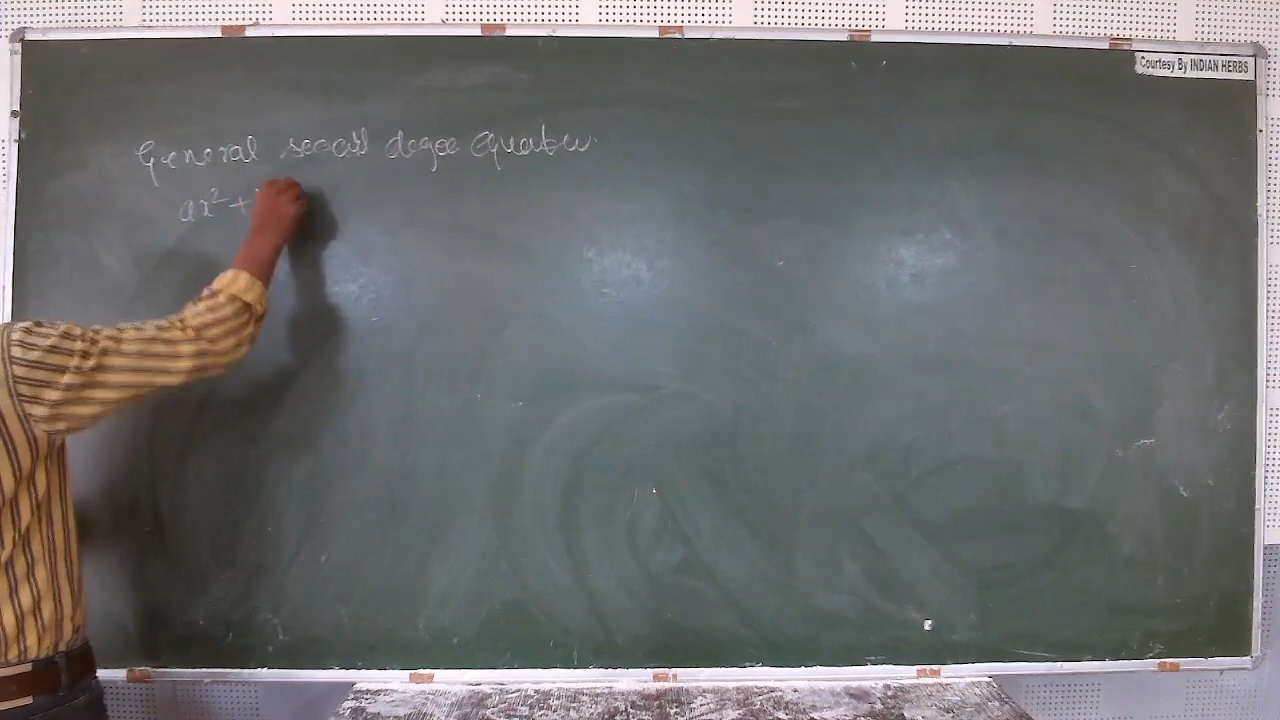 Courtesy By INDIAN HERBS
General second degree Equation
ax²+